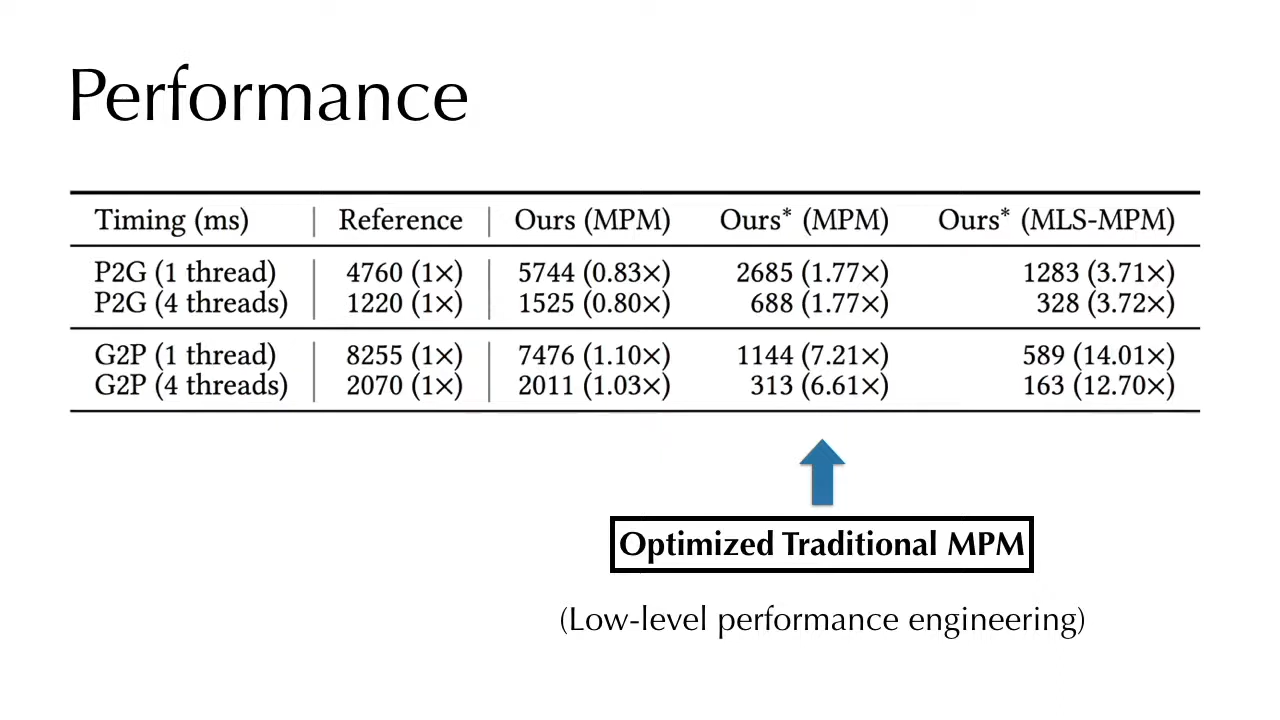 Performance
Timing (ms) | Reference | Ours (MPM) Ours* (MPM) Ours* (MLS-MPM)
P2G (1 thread) | 4760 (1×) | 5744 (0.83×) 2685 (1.77×) 1283 (3.71×)
P2G (4 threads) | 1220 (1×) | 1525 (0.80×) 688 (1.77×) 328 (3.72×)
G2P (1 thread) | 8255 (1×) | 7476 (1.10×) 1144 (7.21×) 589 (14.01×)
G2P (4 threads) | 2070 (1×) | 2011 (1.03×) 313 (6.61×) 163 (12.70×)
Optimized Traditional MPM
(Low-level performance engineering)